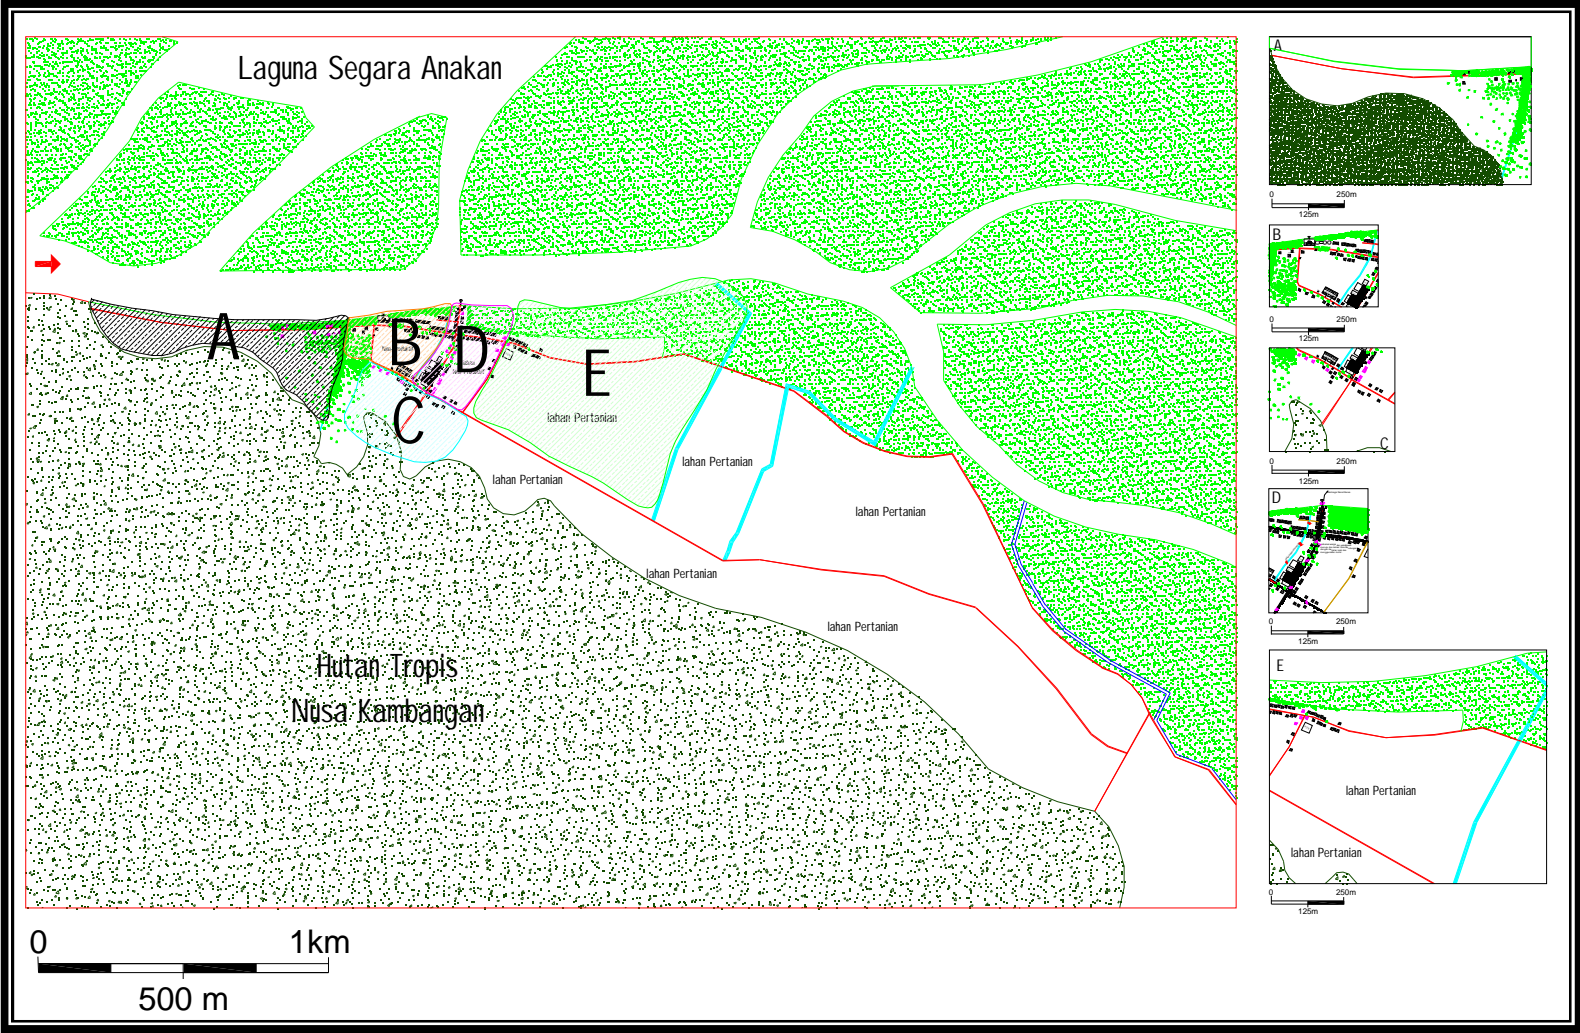 Laguna Segara Anakan
A
B
D
E
C
lahan Pertanian
lahan Pertanian
lahan Pertanian
lahan Pertanian
lahan Pertanian
lahan Pertanian
Hutan Tropis
Nusa Kambangan
0
1km
500 m
A
0
250m
125m
B
0
250m
125m
C
0
250m
125m
D
0
250m
125m
E
lahan Pertanian
lahan Pertanian
0
250m
125m